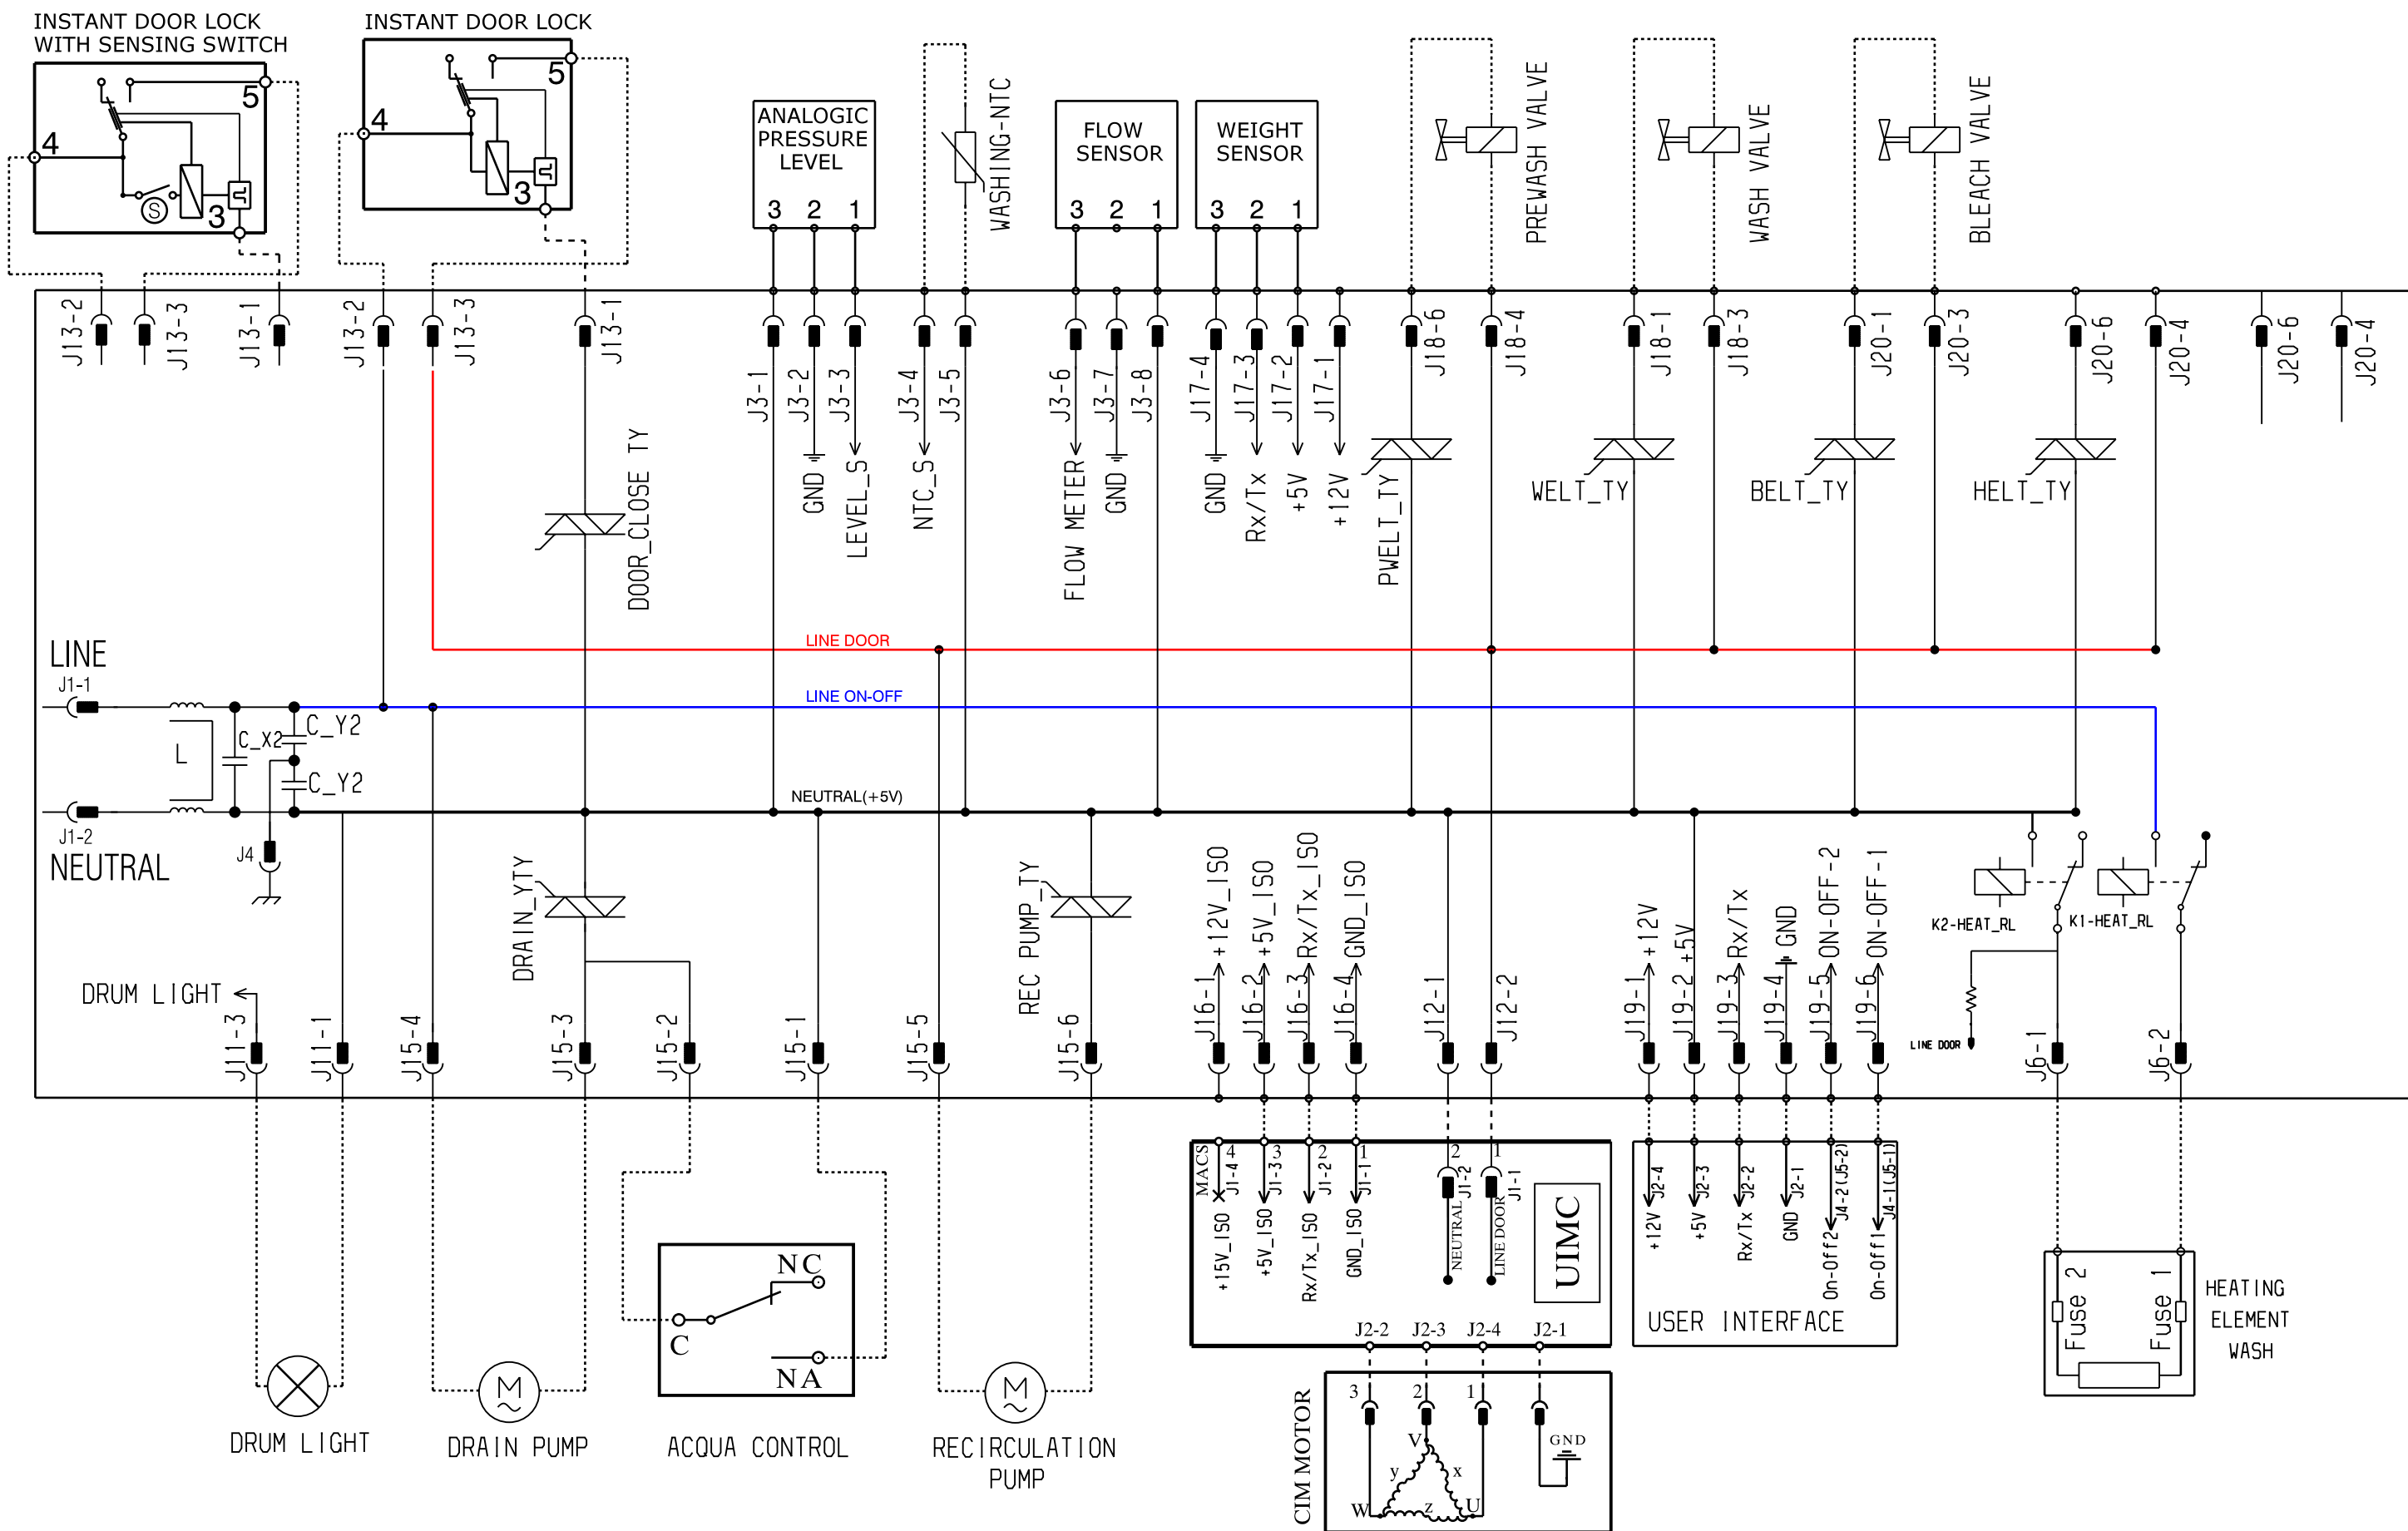 INSTANT DOOR LOCK
WITH SENSING SWITCH
INSTANT DOOR LOCK
5
4
S
3
5
4
3
ANALOGIC
PRESSURE
LEVEL
3 2 1
WASHING-NTC
FLOW
SENSOR
3 2 1
WEIGHT
SENSOR
3 2 1
PREWASH VALVE
WASH VALVE
BLEACH VALVE
J13-2
J13-3
J13-1
J13-2
J13-3
J13-1
J3-1
J3-2
J3-3
J3-4
J3-5
J3-6
J3-7
J3-8
J17-4
J17-3
J17-2
J17-1
J18-6
J18-4
J18-1
J18-3
J20-1
J20-3
J20-6
J20-4
J20-6
J20-4
DOOR_CLOSE TY
GND
LEVEL_S
NTC_S
FLOW METER
GND
GND
Rx/Tx
+5V
+12V
PWELT_TY
WELT_TY
BELT_TY
HELT_TY
LINE DOOR
LINE
J1-1
LINE ON-OFF
L
C_X2
C_Y2
C_Y2
NEUTRAL(+5V)
J1-2
NEUTRAL
J4
DRAIN_YTY
REC PUMP_TY
+12V_ISO
+5V_ISO
Rx/Tx_ISO
GND_ISO
+12V
+5V
Rx/Tx
GND
ON-OFF-2
ON-OFF-1
K2-HEAT_RL
K1-HEAT_RL
DRUM LIGHT
LINE DOOR
J11-3
J11-1
J15-4
J15-3
J15-2
J15-1
J15-5
J15-6
J16-1
J16-2
J16-3
J16-4
J12-1
J12-2
J19-1
J19-2
J19-3
J19-4
J19-5
J19-6
J6-1
J6-2
MACS
4
J1-4
3
J1-3
2
J1-2
1
J1-1
2
J1-2
1
J1-1
+15V_ISO
+5V_ISO
Rx/Tx_ISO
GND_ISO
NEUTRAL
LINE DOOR
UIMC
J2-2 J2-3 J2-4 J2-1
J2-4
J2-3
J2-2
J2-1
J4-2(J5-2)
J4-1(J5-1)
+12V
+5V
Rx/Tx
GND
On-Off2
On-Off1
USER INTERFACE
Fuse 2
Fuse 1
HEATING
ELEMENT
WASH
NC
C
NA
M
M
DRUM LIGHT
DRAIN PUMP
ACQUA CONTROL
RECIRCULATION
PUMP
CIM MOTOR
3 2 1
GND
V
y x
W z U